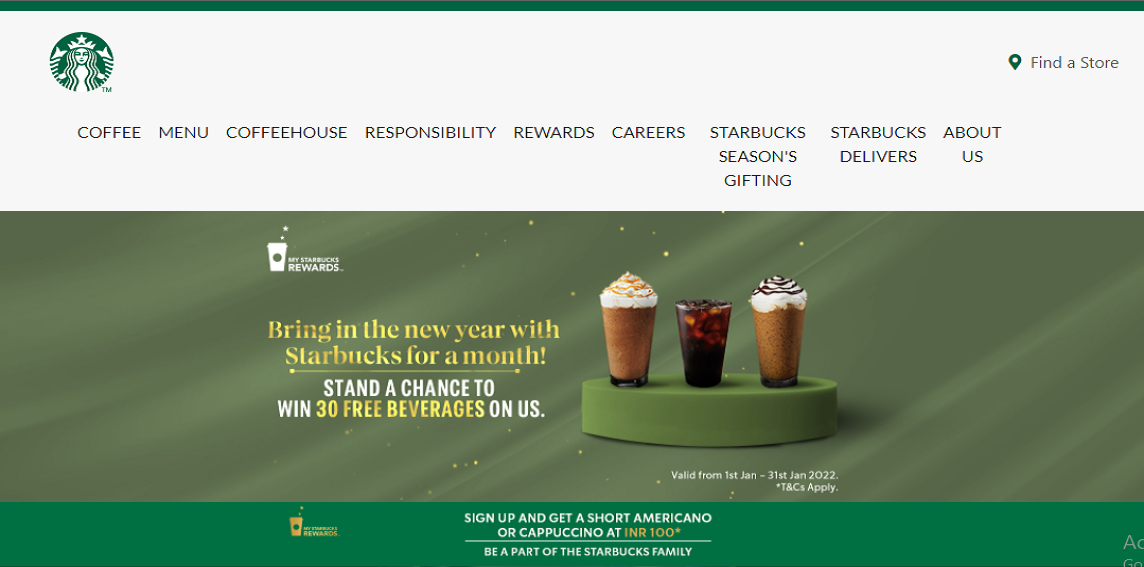 TM
Find a Store
COFFEE MENU COFFEEHOUSE RESPONSIBILITY REWARDS CAREERS STARBUCKS SEASON'S GIFTING STARBUCKS DELIVERS ABOUT US
MY STARBUCKS
REWARDS
Bring in the new year with
Starbucks for a month!
STAND A CHANCE TO
WIN 30 FREE BEVERAGES ON US.
Valid from 1st Jan – 31st Jan 2022.
*T&Cs Apply.
MY STARBUCKS
REWARDS
SIGN UP AND GET A SHORT AMERICANO
OR CAPPUCCINO AT INR 100*
BE A PART OF THE STARBUCKS FAMILY